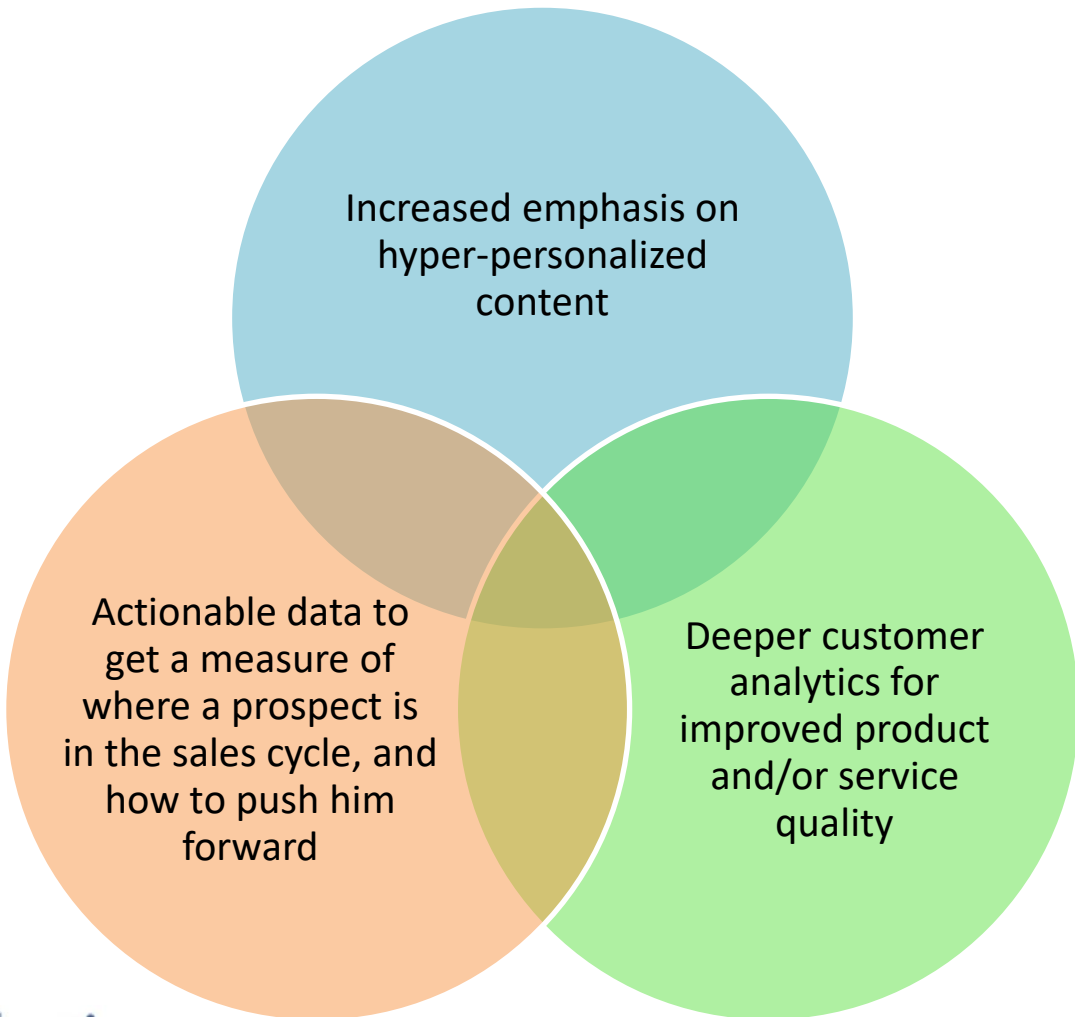 Increased emphasis on
hyper-personalized
content
Actionable data to
get a measure of
where a prospect is
in the sales cycle, and
how to push him
forward
Deeper customer
analytics for
improved product
and/or service
quality